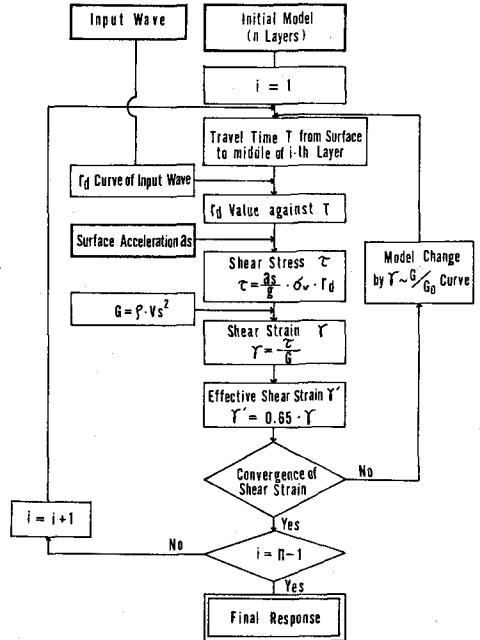 Input Wave
Initial Model
(n Layers)
i = 1
Travel Time T from Surface
to middle of i-th Layer
rd Curve of Input Wave
rd Value against T
Surface Acceleration as
Shear Stress τ
τ = as/g · σv · rd
Model Change
by γ ~ G/G0 Curve
G = ρ · Vs²
Shear Strain γ
γ = τ/G
Effective Shear Strain γ'
γ' = 0.65 · γ
Convergence of
Shear Strain
No
Yes
i = i+1
No
i = n-1
Yes
Final Response